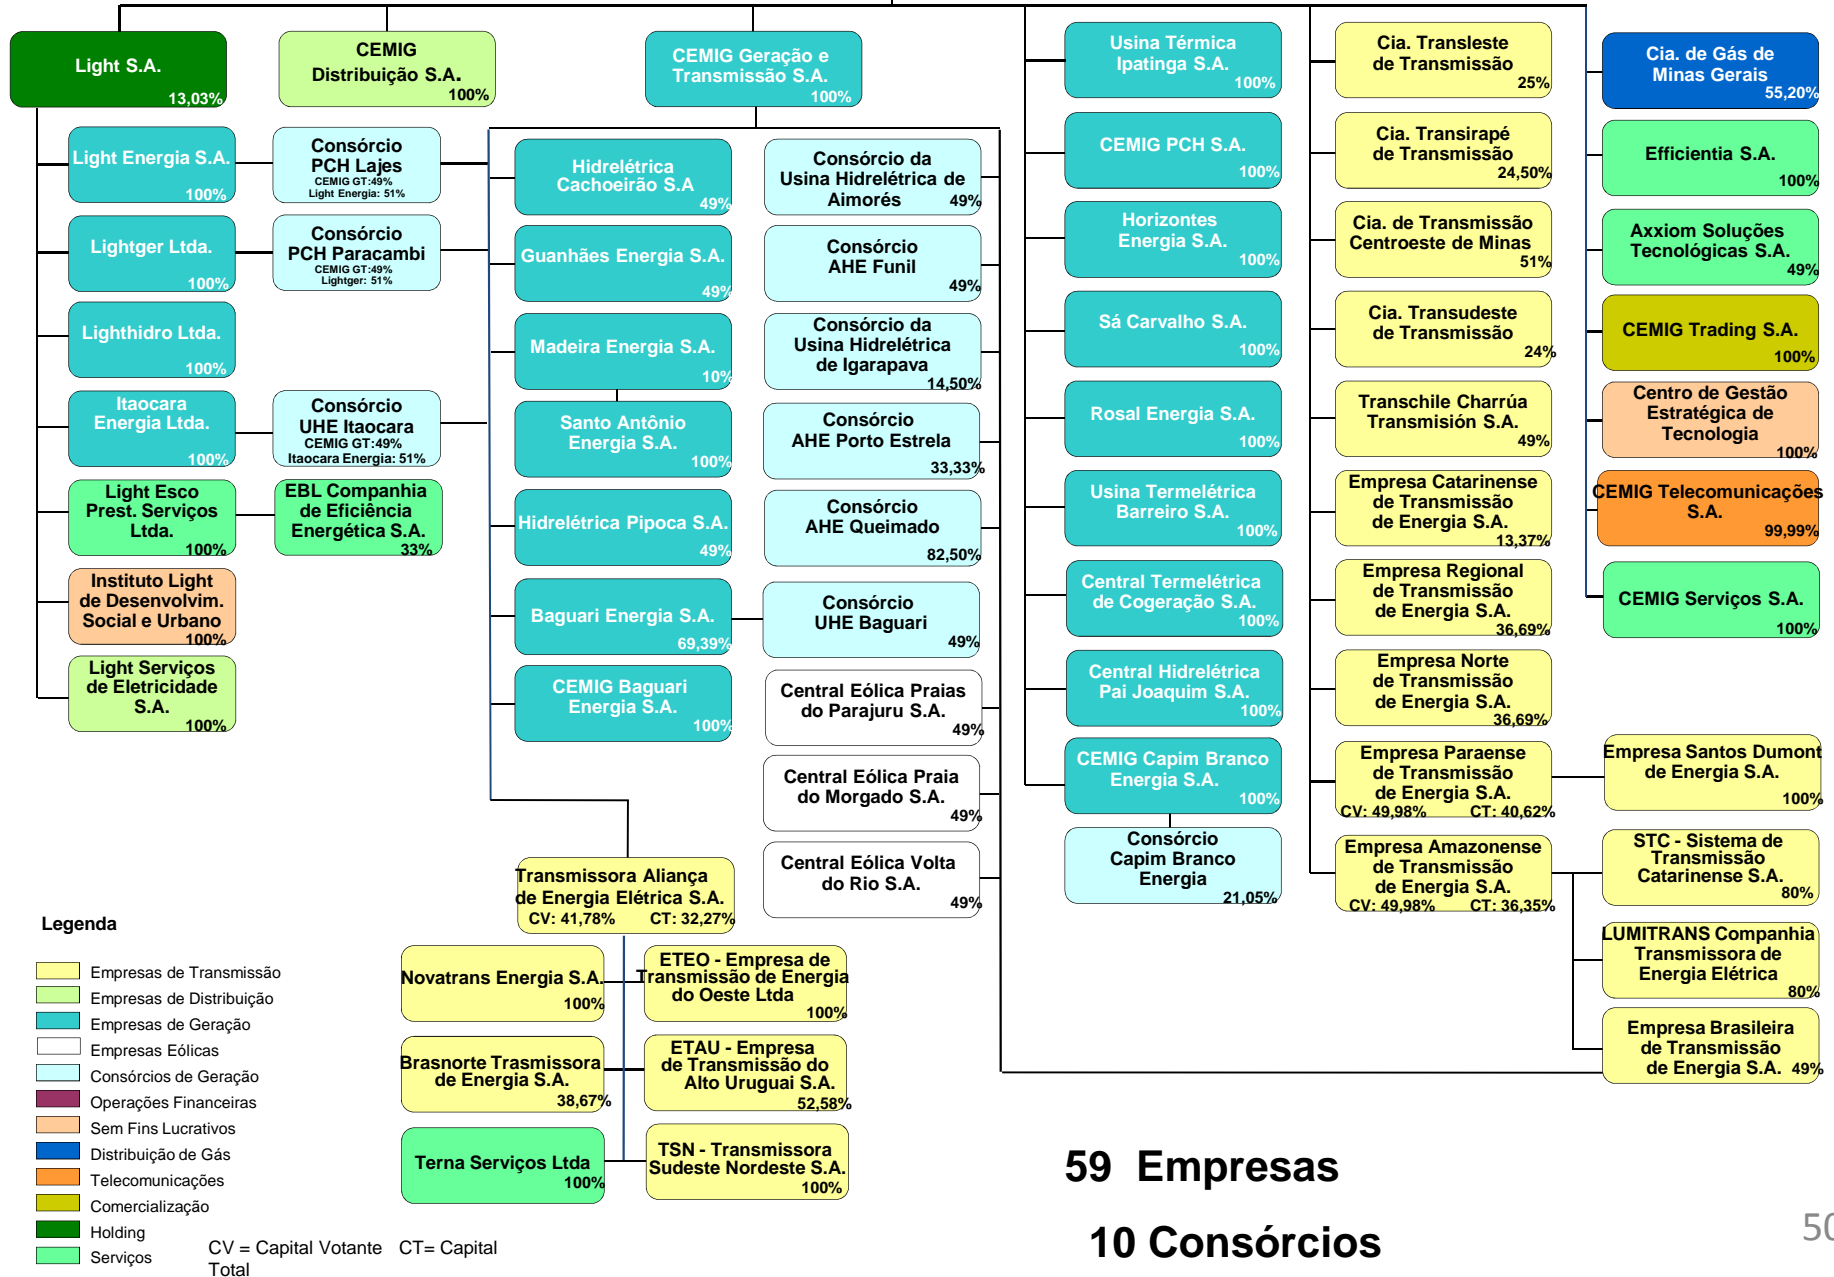 Light S.A.
13,03%
CEMIG
Distribuição S.A.
100%
CEMIG Geração e
Transmissão S.A.
100%
Light Energia S.A.
100%
Lightger Ltda.
100%
Lighthidro Ltda.
100%
Itaocara
Energia Ltda.
100%
Light Esco
Prest. Serviços
Ltda.
100%
Instituto Light
de Desenvolvim.
Social e Urbano
100%
Light Serviços
de Eletricidade
S.A.
100%
Consórcio
PCH Lajes
CEMIG GT:49%
Light Energia: 51%
Consórcio
PCH Paracambi
CEMIG GT:49%
Lightger: 51%
Consórcio
UHE Itaocara
CEMIG GT:49%
Itaocara Energia: 51%
EBL Companhia
de Eficiência
Energética S.A.
33%
Hidrelétrica
Cachoeirão S.A
49%
Guanhães Energia S.A.
49%
Madeira Energia S.A.
10%
Santo Antônio
Energia S.A.
100%
Hidrelétrica Pipoca S.A.
49%
Baguari Energia S.A.
69,39%
CEMIG Baguari
Energia S.A.
100%
Consórcio da
Usina Hidrelétrica de
Aimorés 49%
Consórcio
AHE Funil
49%
Consórcio da
Usina Hidrelétrica
de Igarapava
14,50%
Consórcio
AHE Porto Estrela
33,33%
Consórcio
AHE Queimado
82,50%
Consórcio
UHE Baguari
49%
Central Eólica Praias
do Parajuru S.A.
49%
Central Eólica Praia
do Morgado S.A.
49%
Central Eólica Volta
do Rio S.A.
49%
Transmissora Aliança
de Energia Elétrica S.A.
CV: 41,78% CT: 32,27%
Novatrans Energia S.A.
100%
ETEO - Empresa de
Transmissão de Energia
do Oeste Ltda
100%
Brasnorte Trasmissora
de Energia S.A.
38,67%
ETAU - Empresa
de Transmissão do
Alto Uruguai S.A.
52,58%
Terna Serviços Ltda
100%
TSN - Transmissora
Sudeste Nordeste S.A.
100%
Usina Térmica
Ipatinga S.A.
100%
CEMIG PCH S.A.
100%
Horizontes
Energia S.A.
100%
Sá Carvalho S.A.
100%
Rosal Energia S.A.
100%
Usina Termelétrica
Barreiro S.A.
100%
Central Termelétrica
de Cogeração S.A.
100%
Central Hidrelétrica
Pai Joaquim S.A.
100%
CEMIG Capim Branco
Energia S.A.
100%
Consórcio
Capim Branco
Energia
21,05%
Cia. Transleste
de Transmissão
25%
Cia. Transirapé
de Transmissão
24,50%
Cia. de Transmissão
Centroeste de Minas
51%
Cia. Transudeste
de Transmissão
24%
Transchile Charrúa
Transmisión S.A.
49%
Empresa Catarinense
de Transmissão
de Energia S.A.
13,37%
Empresa Regional
de Transmissão
de Energia S.A.
36,69%
Empresa Norte
de Transmissão
de Energia S.A.
36,69%
Empresa Paraense
de Transmissão
de Energia S.A.
CV: 49,98% CT: 40,62%
Empresa Amazonense
de Transmissão
de Energia S.A.
CV: 49,98% CT: 36,35%
Cia. de Gás de
Minas Gerais
55,20%
Efficientia S.A.
100%
Axxiom Soluções
Tecnológicas S.A.
49%
CEMIG Trading S.A.
100%
Centro de Gestão
Estratégica de
Tecnologia
100%
CEMIG Telecomunicações
S.A.
99,99%
CEMIG Serviços S.A.
100%
Empresa Santos Dumont
de Energia S.A.
100%
STC - Sistema de
Transmissão
Catarinense S.A.
80%
LUMITRANS Companhia
Transmissora de
Energia Elétrica
80%
Empresa Brasileira
de Transmissão
de Energia S.A. 49%
Legenda
Empresas de Transmissão
Empresas de Distribuição
Empresas de Geração
Empresas Eólicas
Consórcios de Geração
Operações Financeiras
Sem Fins Lucrativos
Distribuição de Gás
Telecomunicações
Comercialização
Holding
Serviços
CV = Capital Votante CT= Capital
Total
59 Empresas
10 Consórcios
50